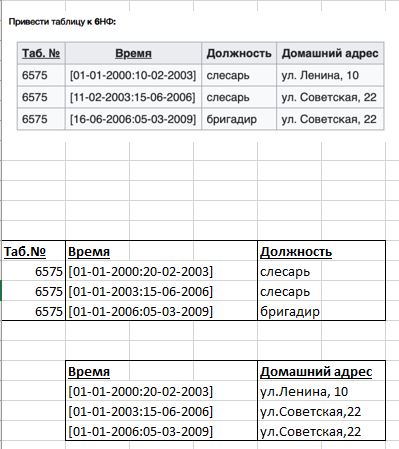 Привести таблицу к 6НФ:
Таб. № Время Должность Домашний адрес
6575 [01-01-2000:10-02-2003] слесарь ул. Ленина, 10
6575 [11-02-2003:15-06-2006] слесарь ул. Советская, 22
6575 [16-06-2006:05-03-2009] бригадир ул. Советская, 22
Таб.№ Время Должность
6575 [01-01-2000:20-02-2003] слесарь
6575 [01-01-2003:15-06-2006] слесарь
6575 [01-01-2006:05-03-2009] бригадир
Время Домашний адрес
[01-01-2000:20-02-2003] ул.Ленина, 10
[01-01-2003:15-06-2006] ул.Советская,22
[01-01-2006:05-03-2009] ул.Советская,22